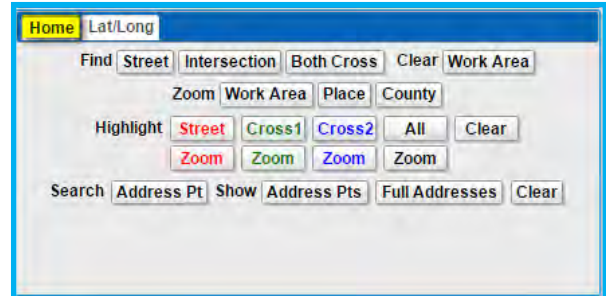 Home Lat/Long
Find Street Intersection Both Cross Clear Work Area
Zoom Work Area Place County
Highlight Street Cross1 Cross2 All Clear
Zoom Zoom Zoom Zoom
Search Address Pt Show Address Pts Full Addresses Clear